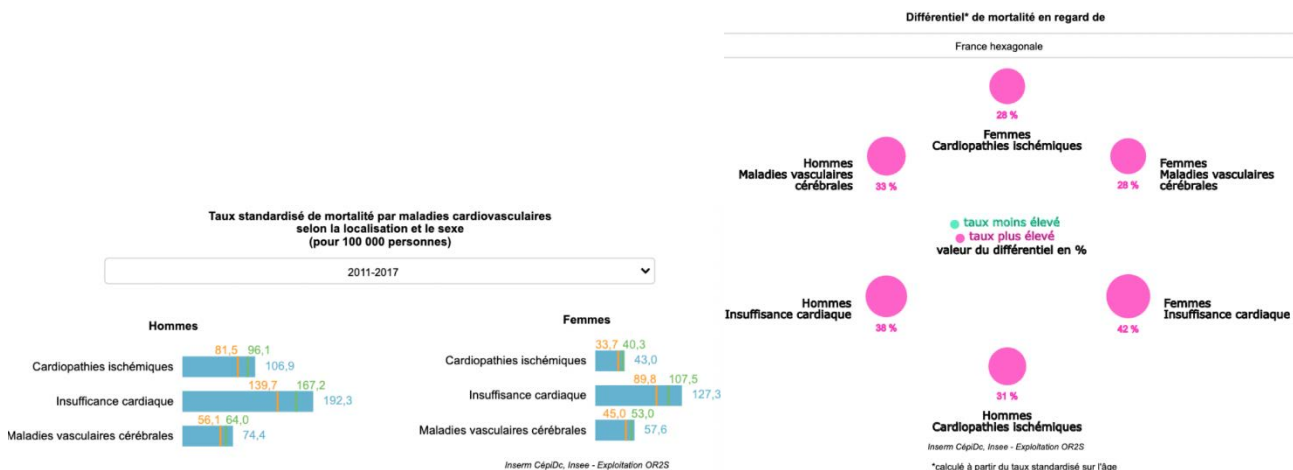 Taux standardisé de mortalité par maladies cardiovasculaires
selon la localisation et le sexe
(pour 100 000 personnes)
2011-2017
Hommes
81,5 96,1
Cardiopathies ischémiques 106,9
139,7 167,2
Insufficance cardiaque 192,3
56,1 64,0
Maladies vasculaires cérébrales 74,4
Femmes
33,7 40,3
Cardiopathies ischémiques 43,0
89,8 107,5
Insuffisance cardiaque 127,3
45,0 53,0
Maladies vasculaires cérébrales 57,6
Inserm CépiDc, Insee - Exploitation OR2S
Différentiel* de mortalité en regard de
France hexagonale
28 %
Femmes
Cardiopathies ischémiques
Hommes
Maladies vasculaires
cérébrales
33 %
Femmes
Maladies vasculaires
cérébrales
28 %
taux moins élevé
taux plus élevé
valeur du différentiel en %
Hommes
Insuffisance cardiaque
38 %
Femmes
Insuffisance cardiaque
42 %
31 %
Hommes
Cardiopathies ischémiques
Inserm CépiDc, Insee - Exploitation OR2S
*calculé à partir du taux standardisé sur l'âge